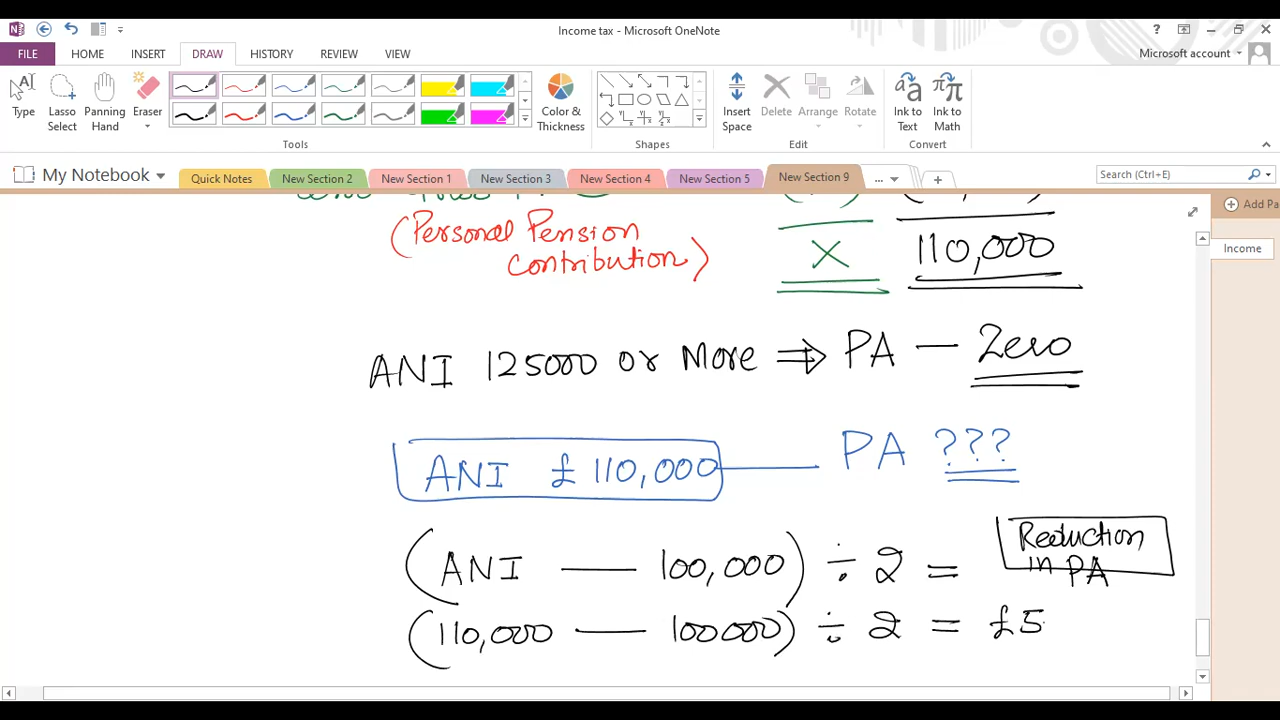 Income tax - Microsoft OneNote
FILE HOME INSERT DRAW HISTORY REVIEW VIEW
Microsoft account
Type
Lasso Select
Panning Hand
Eraser
Color & Thickness
Insert Space
Delete
Arrange
Rotate
Ink to Text
Ink to Math
Tools Shapes Edit Convert
My Notebook Quick Notes New Section 2 New Section 1 New Section 3 New Section 4 New Section 5 New Section 9 ... Search (Ctrl+E)
Add Pa
Income
(Personal Pension
contribution)
X 110,000
ANI 125000 or More ⇒ PA — Zero
ANI £ 110,000 — PA ???
(ANI — 100,000) ÷ 2 = Reduction in PA
(110,000 — 100000) ÷ 2 = £5